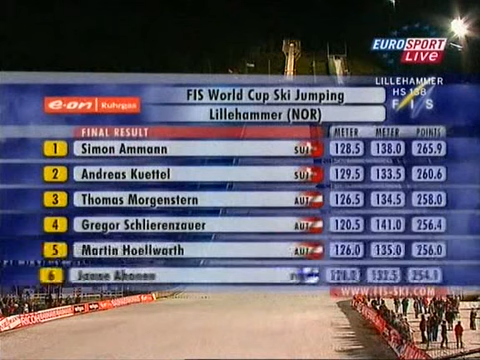 EUROSPORT
LIVE
LILLEHAMMER
HS 138
F S
e-on Ruhrgas
FIS World Cup Ski Jumping
Lillehammer (NOR)
FINAL RESULT METER METER POINTS
1 Simon Ammann SUI 128.5 138.0 265.9
2 Andreas Kuettel SUI 129.5 133.5 260.6
3 Thomas Morgenstern AUT 126.5 134.5 258.0
4 Gregor Schlierenzauer AUT 120.5 141.0 256.4
5 Martin Hoellwarth AUT 126.0 135.0 256.0
6 Janne Ahonen 132.5
WWW.FIS-SKI.COM